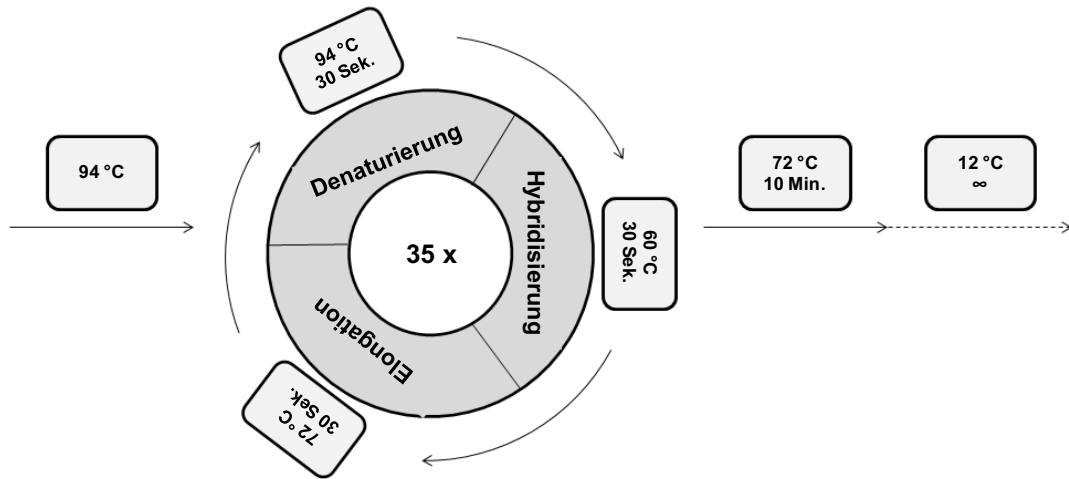 94 °C
94 °C
30 Sek.
Denaturierung
Hybridisierung
60 °C
30 Sek.
Elongation
72 °C
30 Sek.
35 x
72 °C
10 Min.
12 °C
∞